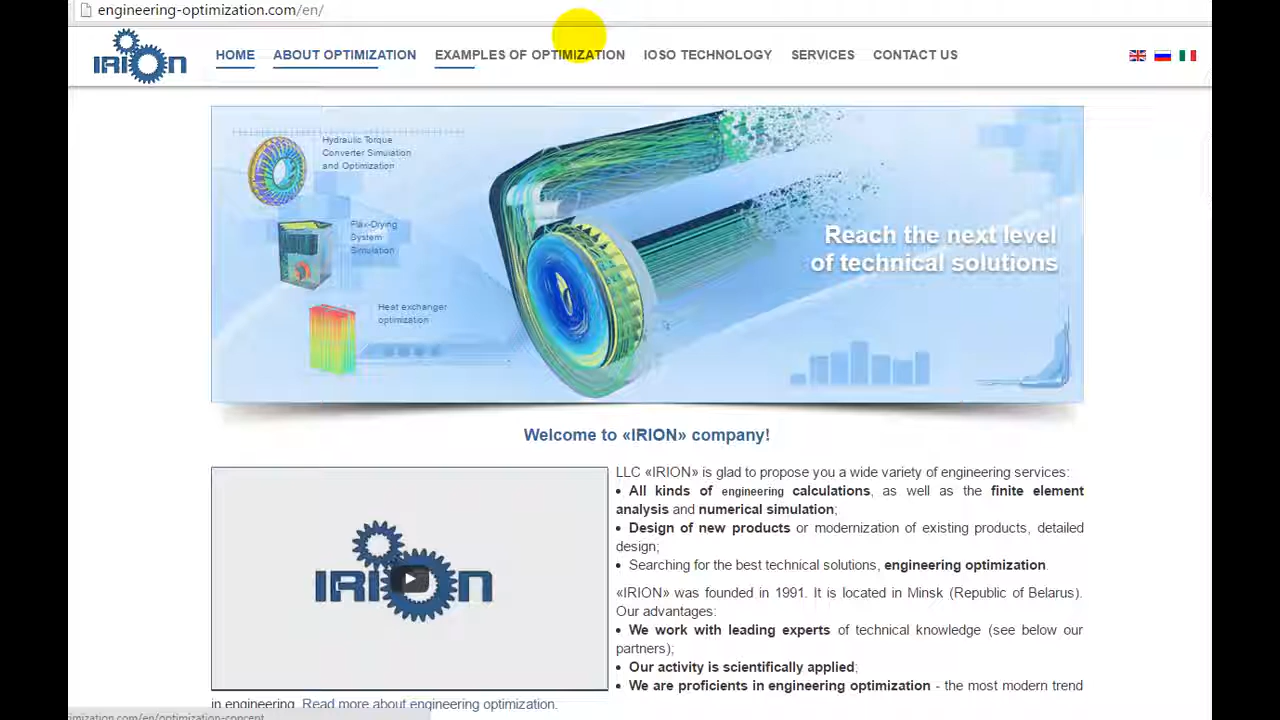 engineering-optimization.com/en/
IRION
HOME ABOUT OPTIMIZATION EXAMPLES OF OPTIMIZATION IOSO TECHNOLOGY SERVICES CONTACT US
Hydraulic Torque
Converter Simulation
and Optimization
Flax-Drying
System
Simulation
Heat exchanger
optimization
Reach the next level
of technical solutions
Welcome to «IRION» company!
IRION
LLC «IRION» is glad to propose you a wide variety of engineering services:
• All kinds of engineering calculations, as well as the finite element
analysis and numerical simulation;
• Design of new products or modernization of existing products, detailed
design;
• Searching for the best technical solutions, engineering optimization.
«IRION» was founded in 1991. It is located in Minsk (Republic of Belarus).
Our advantages:
• We work with leading experts of technical knowledge (see below our
partners);
• Our activity is scientifically applied;
• We are proficients in engineering optimization - the most modern trend
in engineering. Read more about engineering optimization.
imization.com/en/optimization-concept